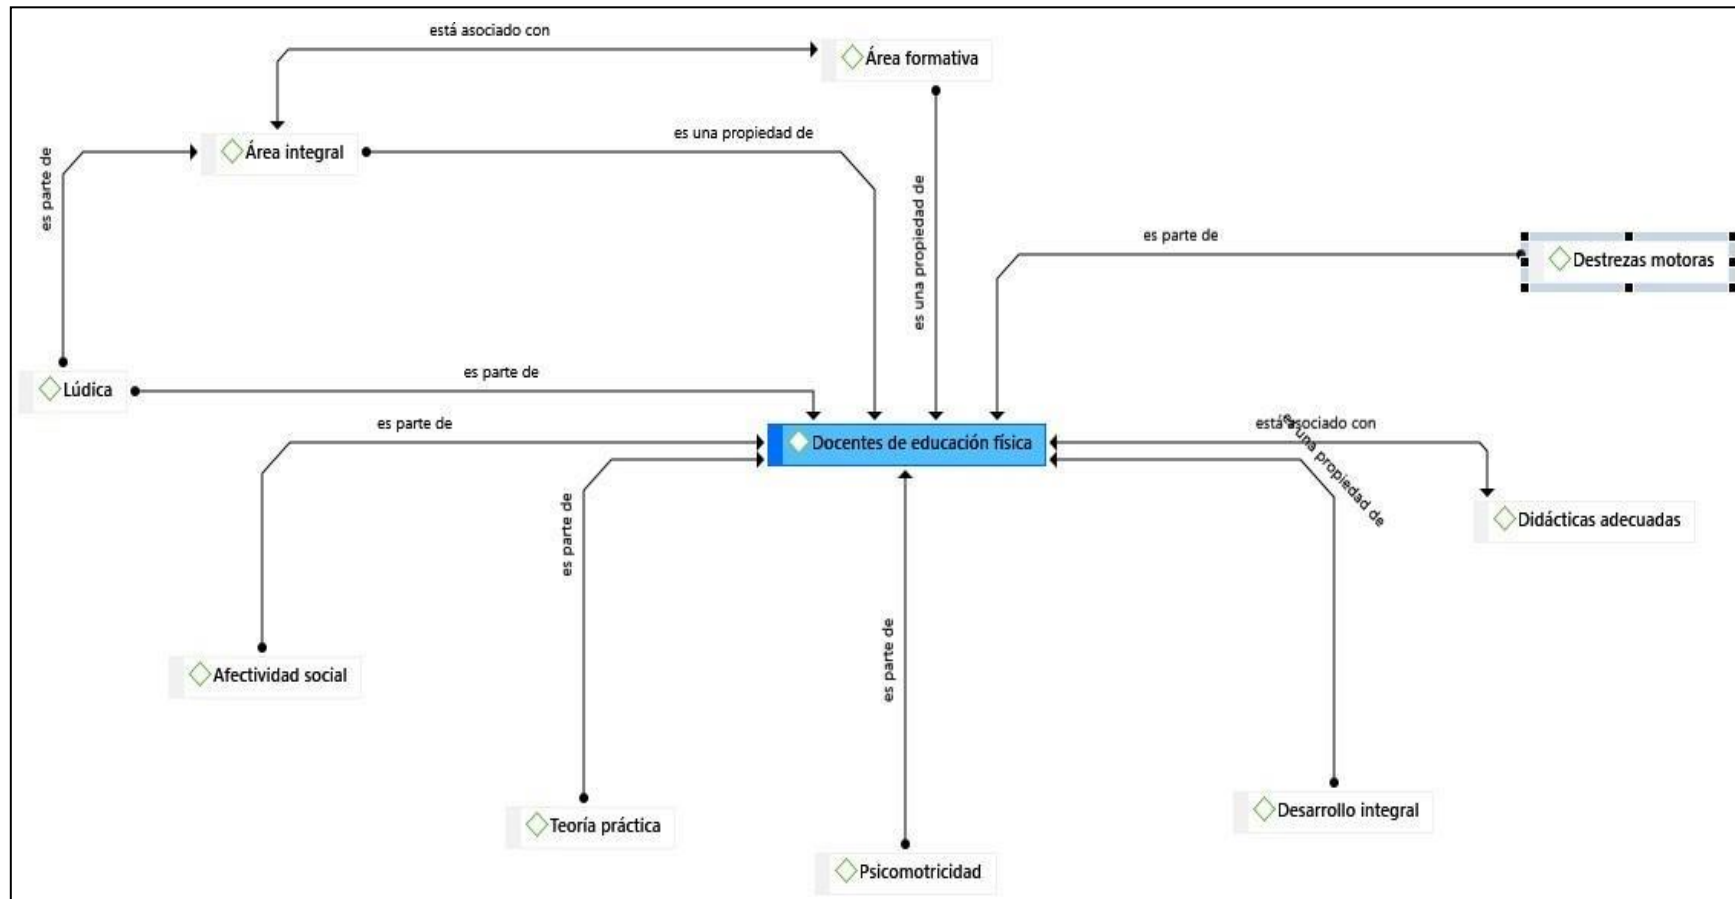 está asociado con
Área formativa
es una propiedad de
Área integral
es parte de
es una propiedad de
es parte de
Destrezas motoras
es parte de
Lúdica
es parte de
está asociado con
es una propiedad de
Docentes de educación física
es parte de
Didácticas adecuadas
es parte de
Afectividad social
Desarrollo integral
Teoría práctica
Psicomotricidad